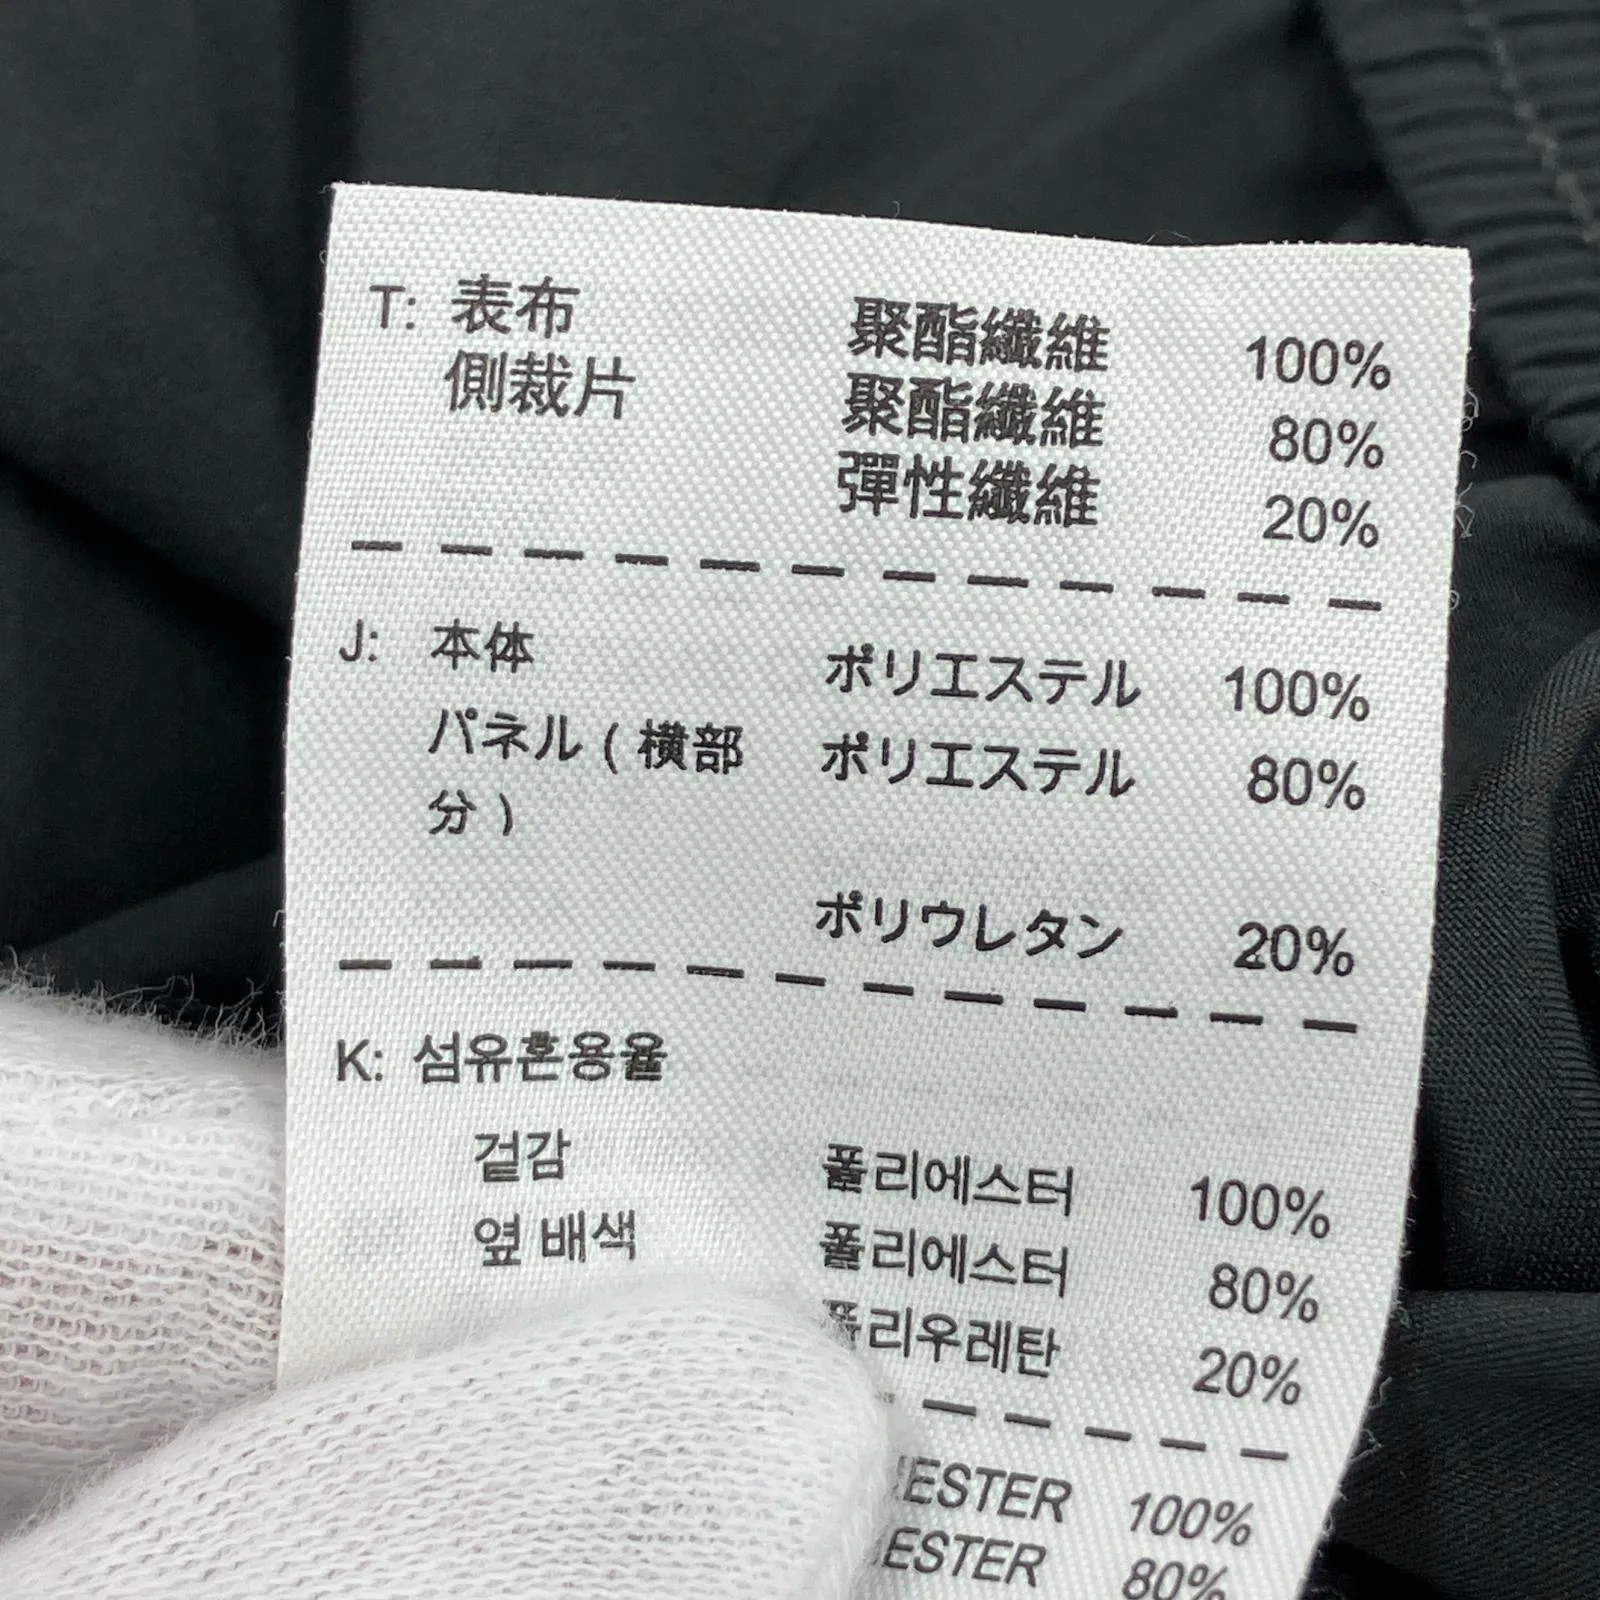 T: 表布 聚酯纖維 100%
側裁片 聚酯纖維 80%
彈性纖維 20%
J: 本体 ポリエステル 100%
パネル(横部 ポリエステル 80%
分)
ポリウレタン 20%
K: 섬유혼용율
겉감 폴리에스터 100%
옆 배색 폴리에스터 80%
폴리우레탄 20%
100%
80%